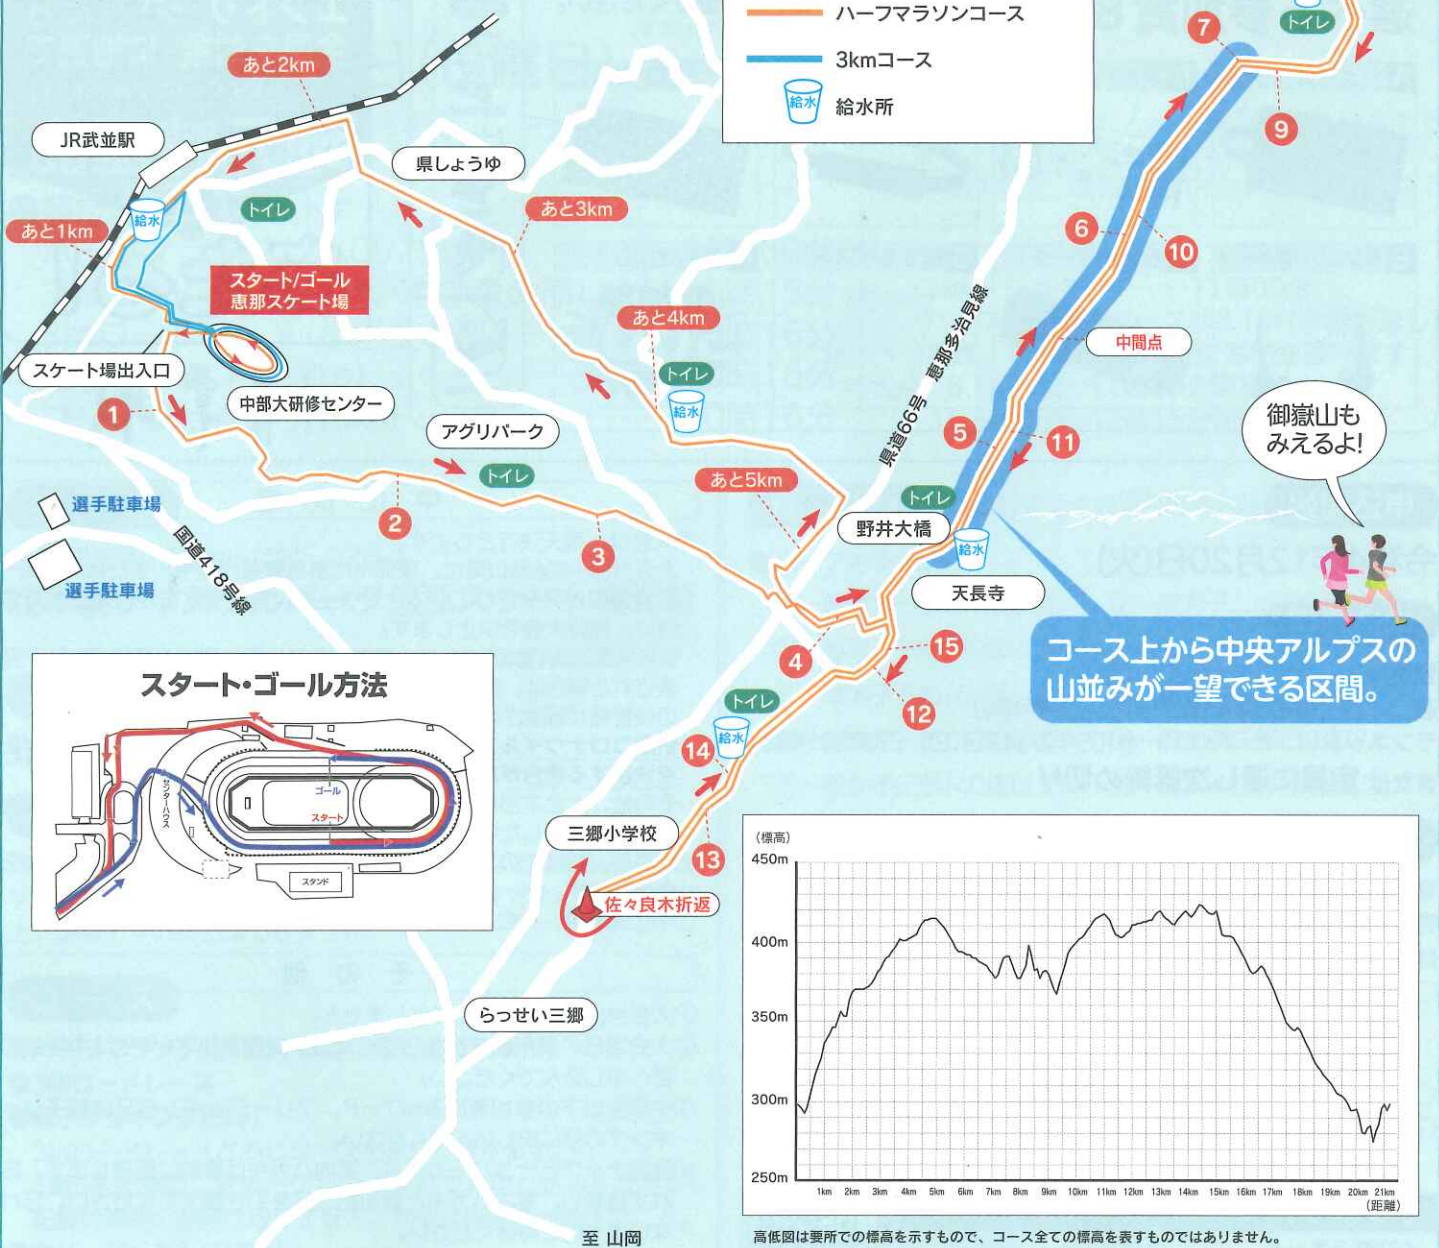 ハーフマラソンコース
3kmコース
給水
給水所
トイレ
7
9
あと2km
JR武並駅
県しょうゆ
トイレ
あと3km
給水
あと1km
6
10
スタート/ゴール
恵那スケート場
あと4km
県道66号 恵那多治見線
中間点
スケート場出入口
トイレ
給水
中部大研修センター
1
アグリパーク
トイレ
5
11
御嶽山も
みえるよ!
あと5km
トイレ
選手駐車場
2
野井大橋
給水
国道418号線
3
選手駐車場
天長寺
4
15
コース上から中央アルプスの
山並みが一望できる区間。
12
スタート・ゴール方法
トイレ
給水
14
センターハウス
ゴール
スタート
スタンド
三郷小学校
13
佐々良木折返
らっせい三郷
至 山岡
(標高)
450m
400m
350m
300m
250m
1km 2km 3km 4km 5km 6km 7km 8km 9km 10km 11km 12km 13km 14km 15km 16km 17km 18km 19km 20km 21km
(距離)
高低図は要所での標高を示すもので、コース全ての標高を表すものではありません。